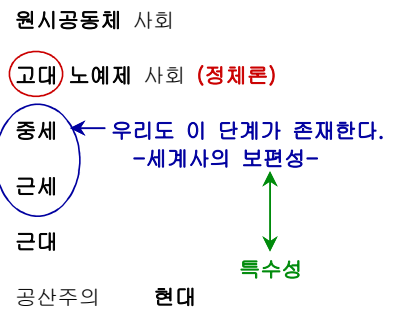 원시공동체 사회
고대 노예제 사회 (정체론)
중세 우리도 이 단계가 존재한다.
-세계사의 보편성-
근세
근대
특수성
공산주의 현대